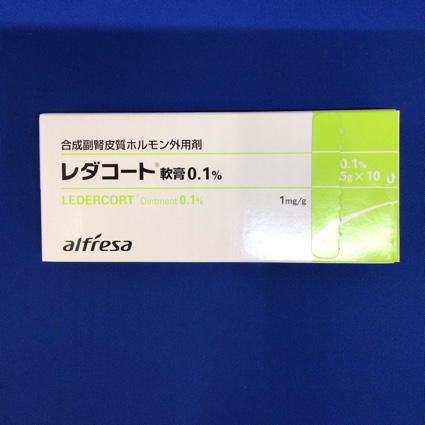 合成副腎皮質ホルモン外用剤
レダコート® 軟膏0.1%
LEDERCORT® Ointment 0.1%
1mg/g
0.1%
5g×10
alfresa